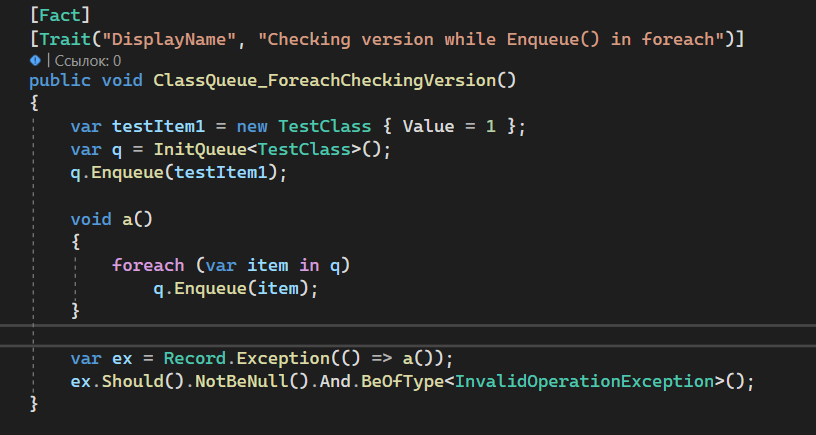 [Fact]
[Trait("DisplayName", "Checking version while Enqueue() in foreach")]
| Ссылок: 0
public void ClassQueue_ForeachCheckingVersion()
{
var testItem1 = new TestClass { Value = 1 };
var q = InitQueue<TestClass>();
q.Enqueue(testItem1);
void a()
{
foreach (var item in q)
q.Enqueue(item);
}
var ex = Record.Exception(() => a());
ex.Should().NotBeNull().And.BeOfType<InvalidOperationException>();
}